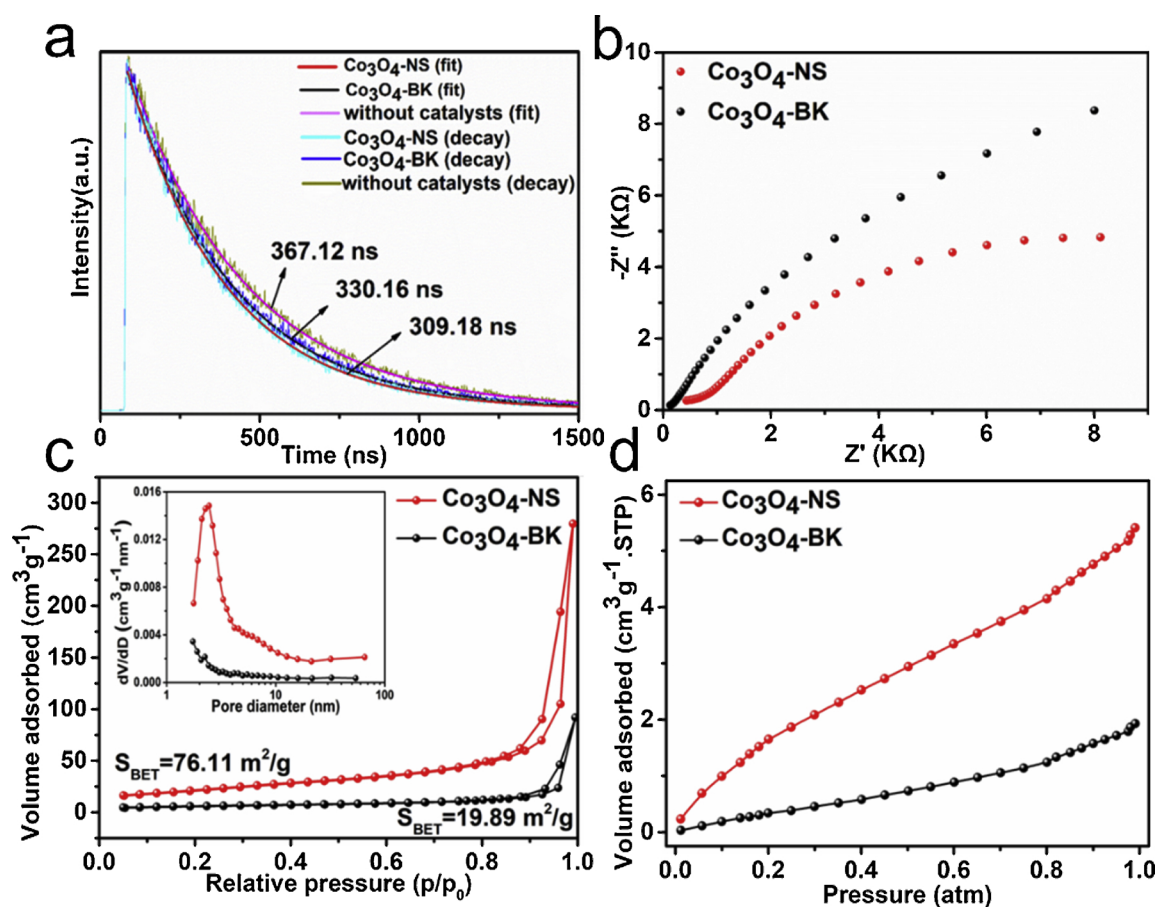 a
Intensity(a.u.)
Co₃O₄-NS (fit)
Co₃O₄-BK (fit)
without catalysts (fit)
Co₃O₄-NS (decay)
Co₃O₄-BK (decay)
without catalysts (decay)
367.12 ns
330.16 ns
309.18 ns
0 500 1000 1500
Time (ns)
b
-Z'' (KΩ)
10
8
6
4
2
0
Co₃O₄-NS
Co₃O₄-BK
0 2 4 6 8
Z' (KΩ)
c
Volume adsorbed (cm³g⁻¹)
300
250
200
150
100
50
0
Co₃O₄-NS
Co₃O₄-BK
dV/dD (cm³g⁻¹nm⁻¹)
0.016
0.012
0.008
0.004
0.000
1 10 100
Pore diameter (nm)
S_BET=76.11 m²/g
S_BET=19.89 m²/g
0.0 0.2 0.4 0.6 0.8 1.0
Relative pressure (p/p₀)
d
Volume adsorbed (cm³g⁻¹.STP)
6
4
2
0
Co₃O₄-NS
Co₃O₄-BK
0.0 0.2 0.4 0.6 0.8 1.0
Pressure (atm)